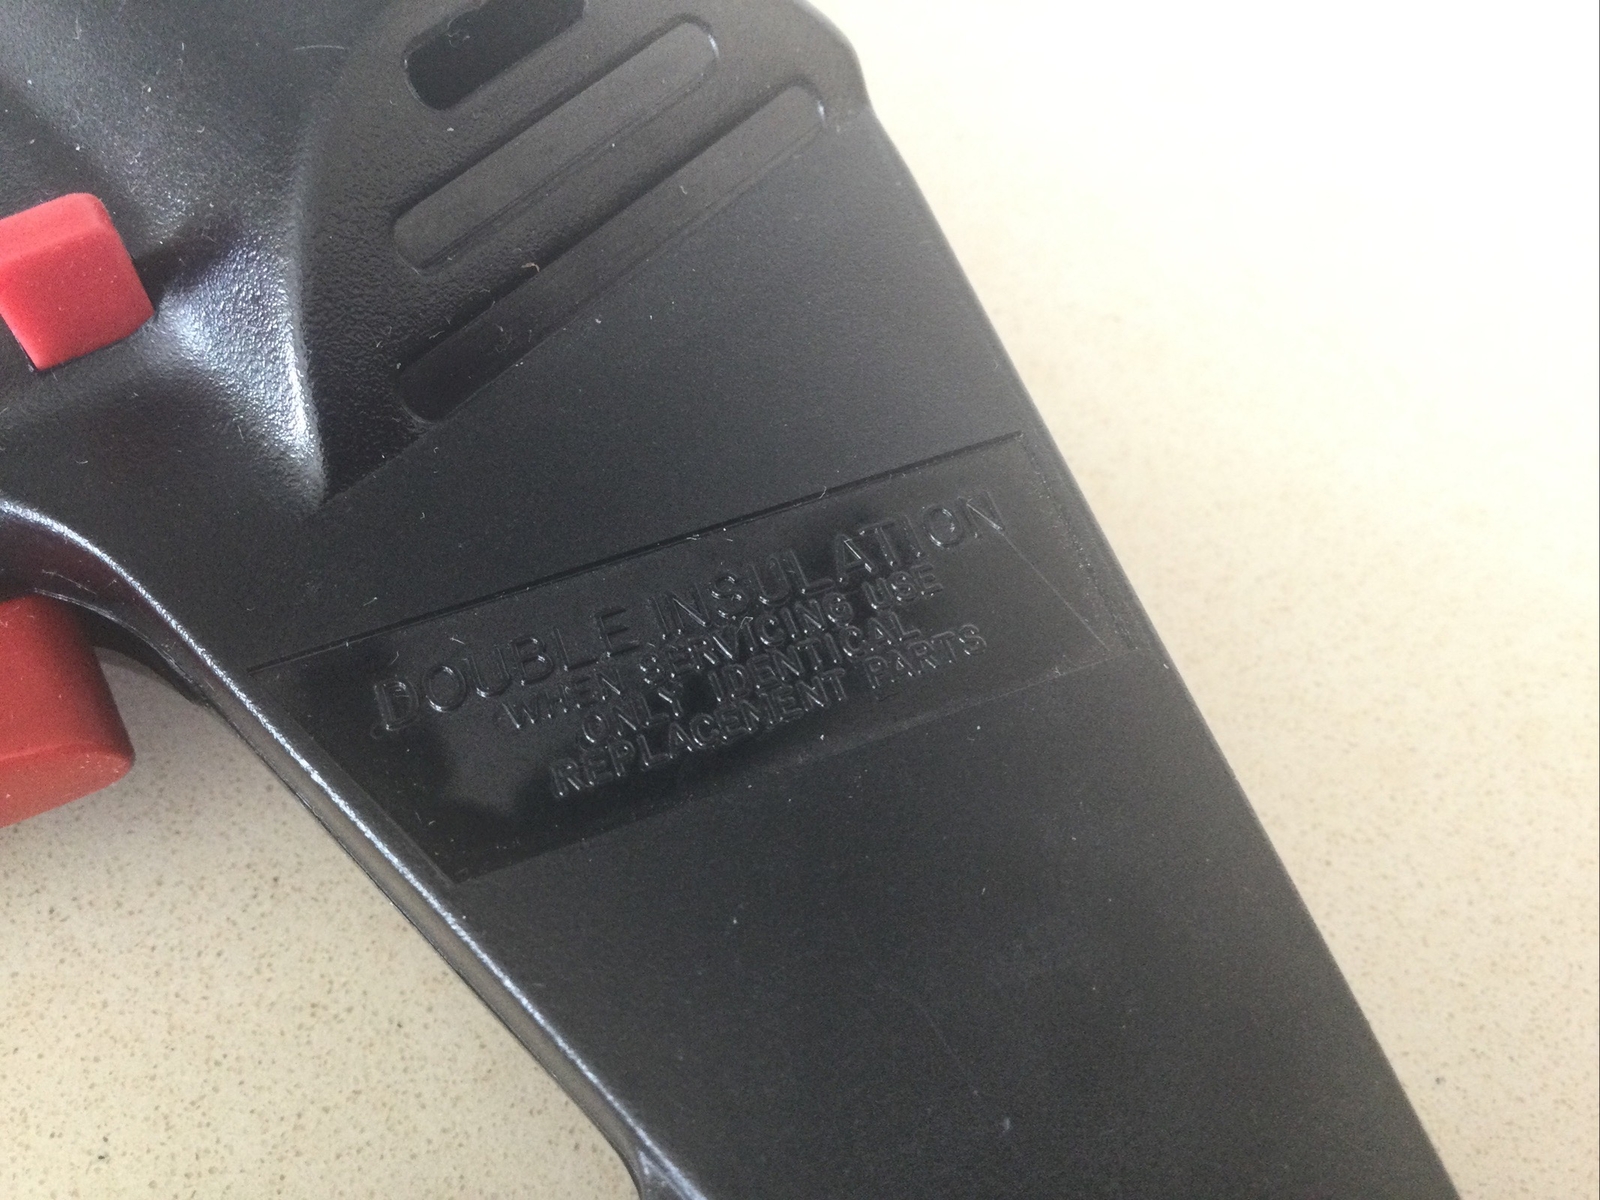 DOUBLE INSULATION
WHEN SERVICING USE
ONLY IDENTICAL
REPLACEMENT PARTS